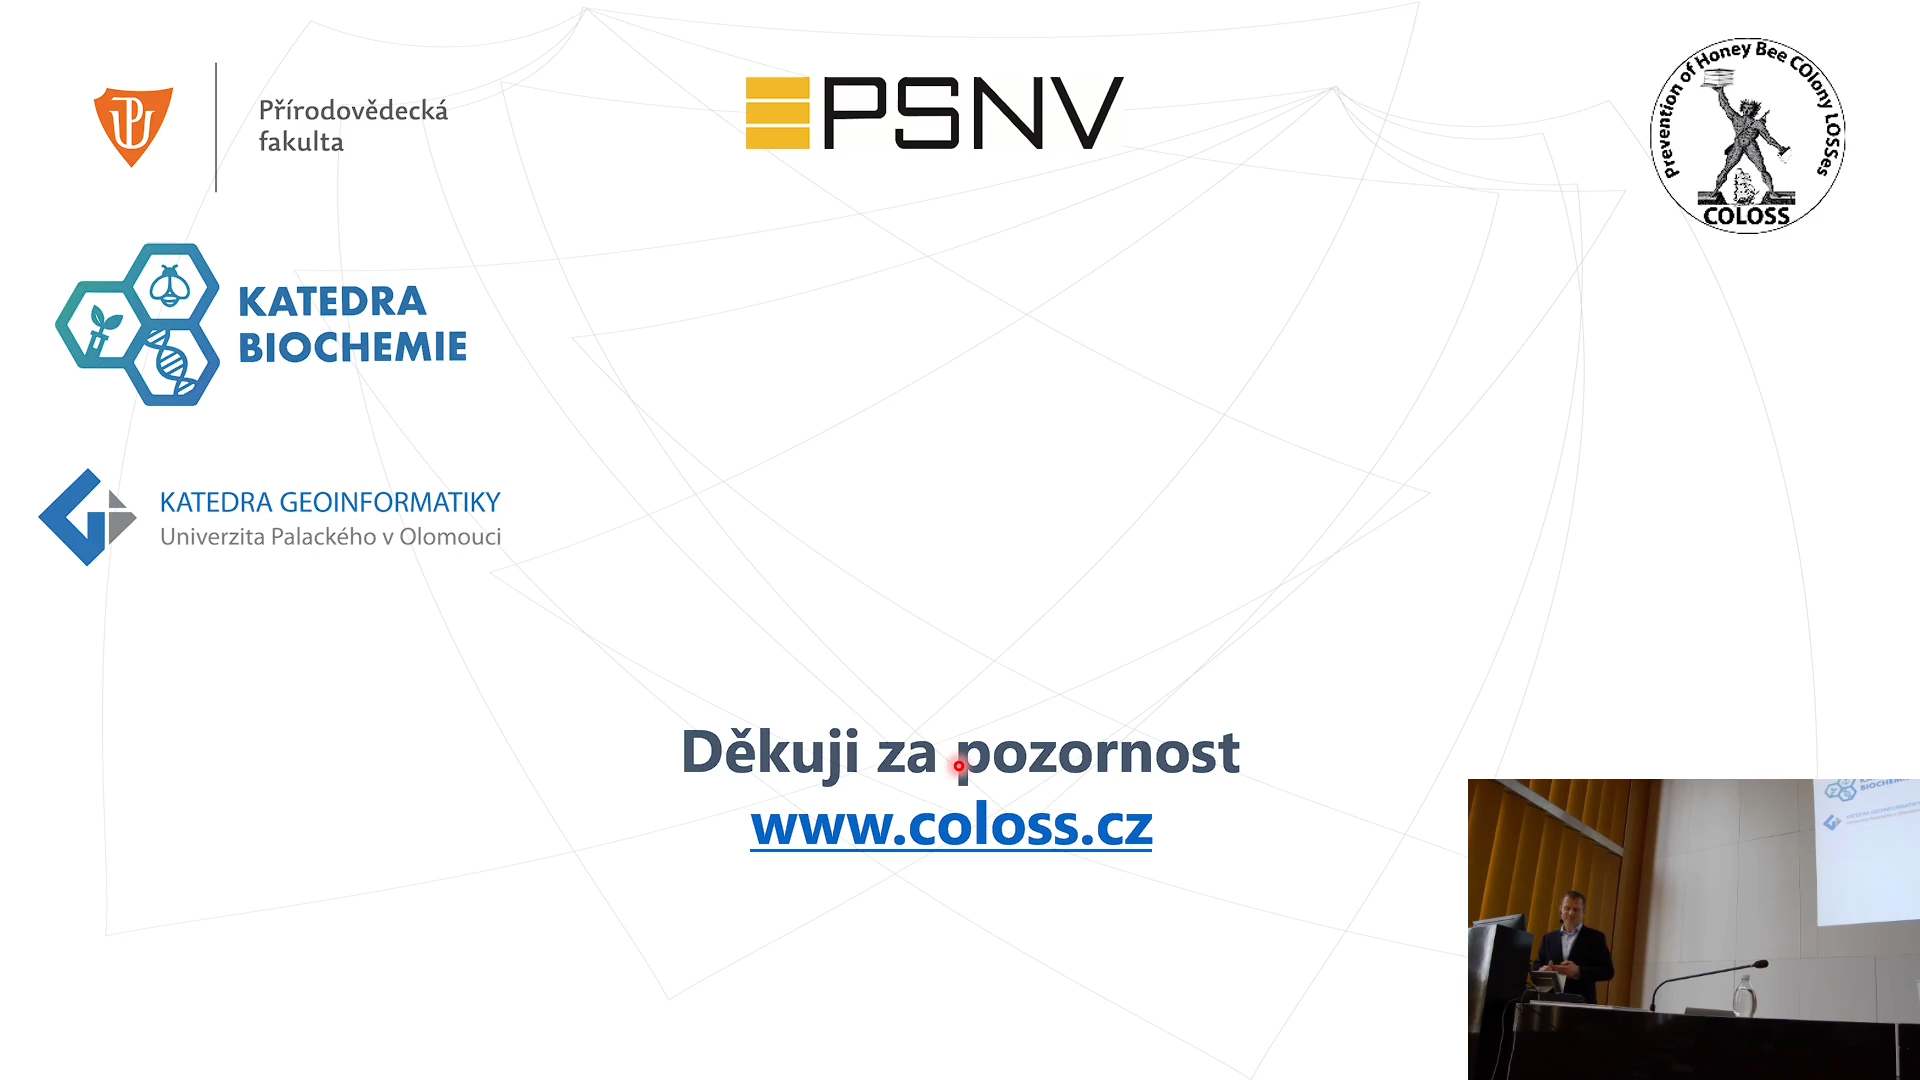 Přírodovědecká
fakulta
PSNV
Prevention of Honey Bee COlony LOSSes
COLOSS
KATEDRA
BIOCHEMIE
KATEDRA GEOINFORMATIKY
Univerzita Palackého v Olomouci
Děkuji za pozornost
www.coloss.cz